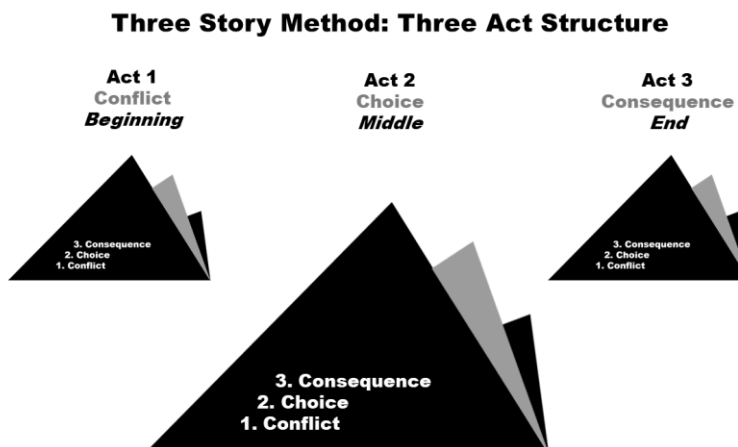 Three Story Method: Three Act Structure
Act 1
Conflict
Beginning
3. Consequence
2. Choice
1. Conflict
Act 2
Choice
Middle
3. Consequence
2. Choice
1. Conflict
Act 3
Consequence
End
3. Consequence
2. Choice
1. Conflict